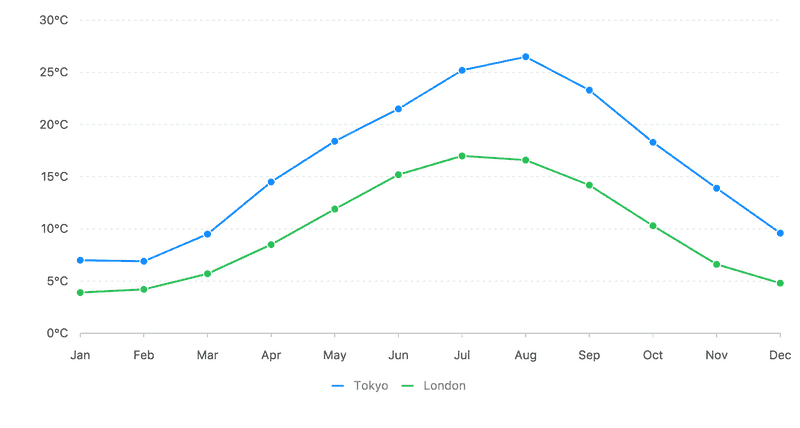 30°C
25°C
20°C
15°C
10°C
5°C
0°C
Jan Feb Mar Apr May Jun Jul Aug Sep Oct Nov Dec
Tokyo London